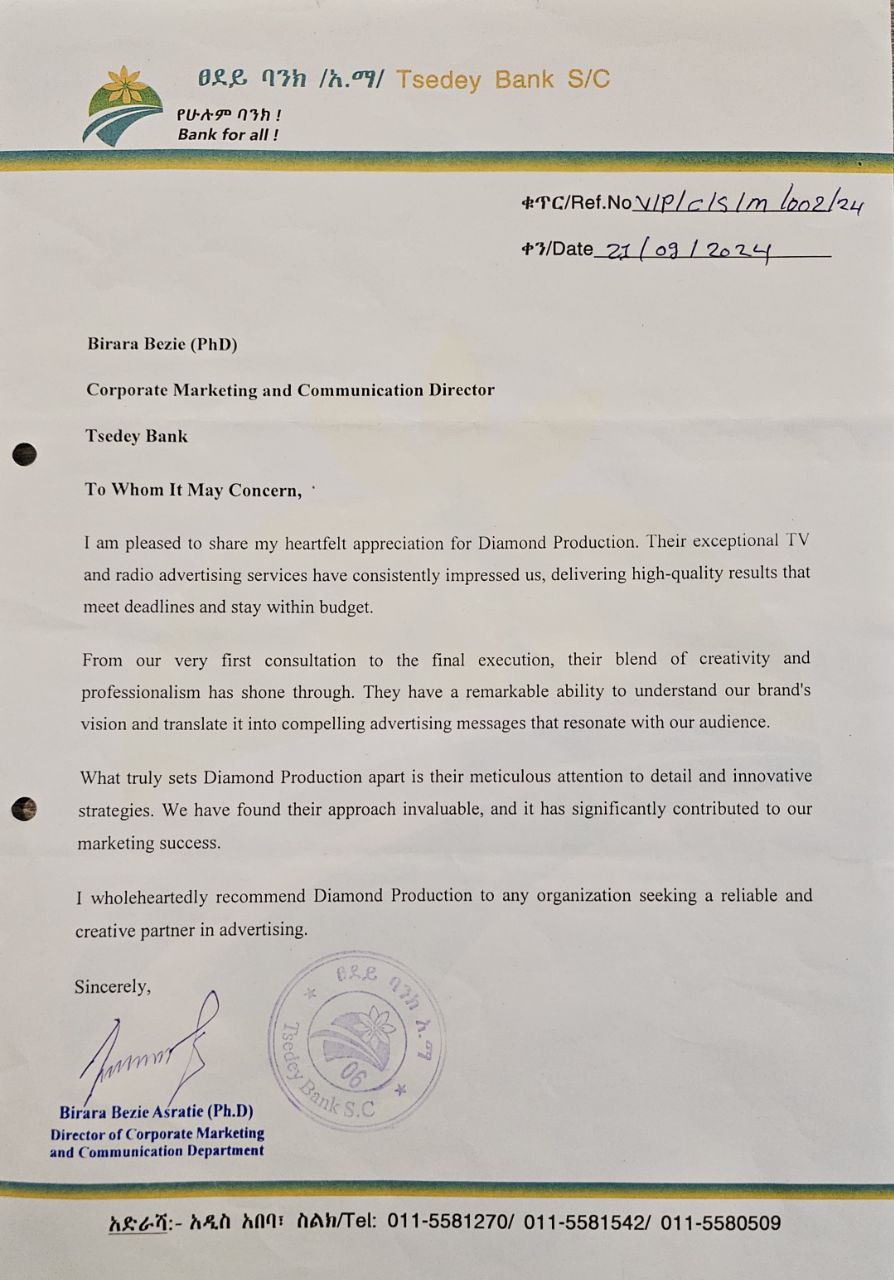 ፀደይ ባንክ /አ.ማ/ Tsedey Bank S/C
የሁሉም ባንክ !
Bank for all !
ቁጥር/Ref.No V/P/C/S/M/002/24
ቀን/Date 21/09/2024
Birara Bezie (PhD)
Corporate Marketing and Communication Director
Tsedey Bank
To Whom It May Concern,
I am pleased to share my heartfelt appreciation for Diamond Production. Their exceptional TV
and radio advertising services have consistently impressed us, delivering high-quality results that
meet deadlines and stay within budget.
From our very first consultation to the final execution, their blend of creativity and
professionalism has shone through. They have a remarkable ability to understand our brand's
vision and translate it into compelling advertising messages that resonate with our audience.
What truly sets Diamond Production apart is their meticulous attention to detail and innovative
strategies. We have found their approach invaluable, and it has significantly contributed to our
marketing success.
I wholeheartedly recommend Diamond Production to any organization seeking a reliable and
creative partner in advertising.
Sincerely,
ፀደይ ባንክ አ.ማ
06
Tsedey Bank S.C
Birara Bezie Asratie (Ph.D)
Director of Corporate Marketing
and Communication Department
አድራሻ:- አዲስ አበባ፣ ስልክ/Tel: 011-5581270/ 011-5581542/ 011-5580509